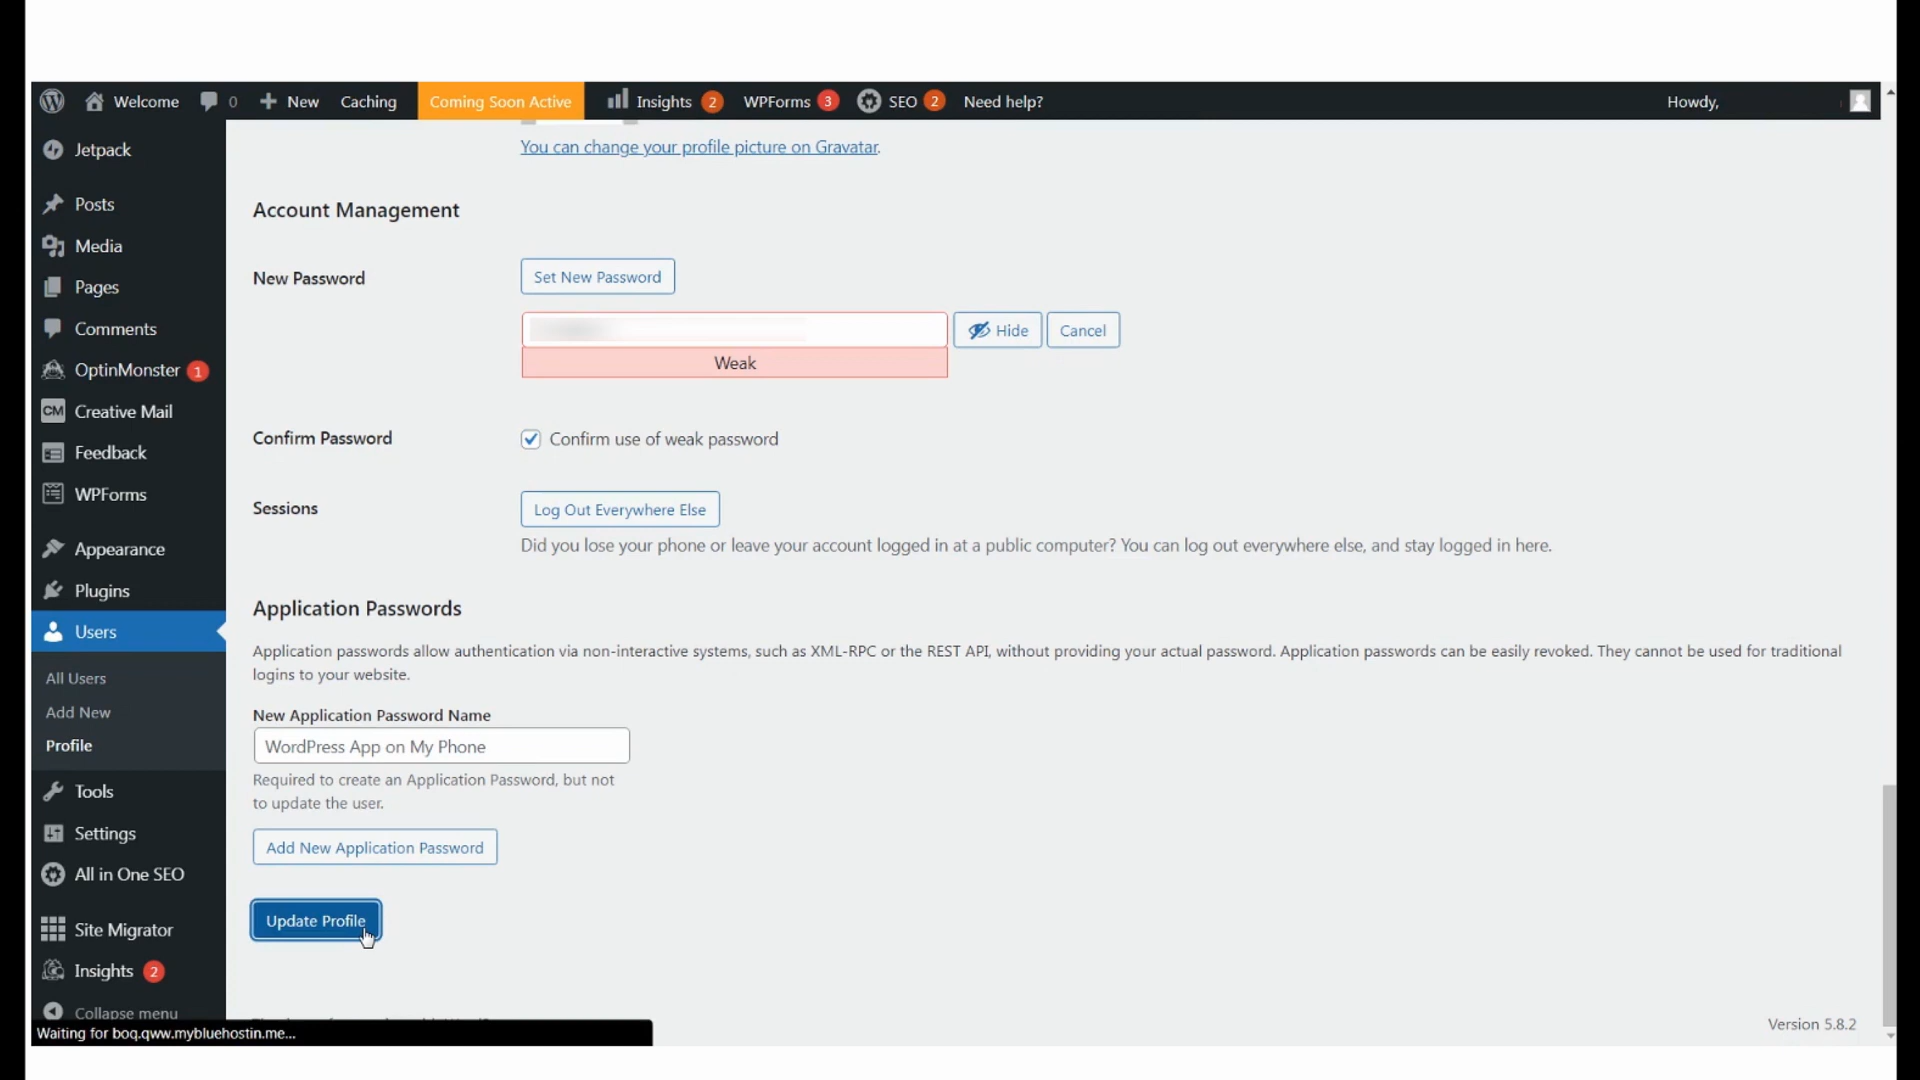 Welcome 0 New Caching Coming Soon Active Insights 2 WPForms 3 SEO 2 Need help? Howdy,
Jetpack
Posts
Media
Pages
Comments
OptinMonster 1
CM Creative Mail
Feedback
WPForms
Appearance
Plugins
Users
All Users
Add New
Profile
Tools
Settings
All in One SEO
Site Migrator
Insights 2
Collapse menu
You can change your profile picture on Gravatar.
Account Management
New Password
Set New Password
Hide Cancel
Weak
Confirm Password
Confirm use of weak password
Sessions
Log Out Everywhere Else
Did you lose your phone or leave your account logged in at a public computer? You can log out everywhere else, and stay logged in here.
Application Passwords
Application passwords allow authentication via non-interactive systems, such as XML-RPC or the REST API, without providing your actual password. Application passwords can be easily revoked. They cannot be used for traditional
logins to your website.
New Application Password Name
WordPress App on My Phone
Required to create an Application Password, but not
to update the user.
Add New Application Password
Update Profile
Version 5.8.2
Waiting for boq.qww.mybluehostin.me...